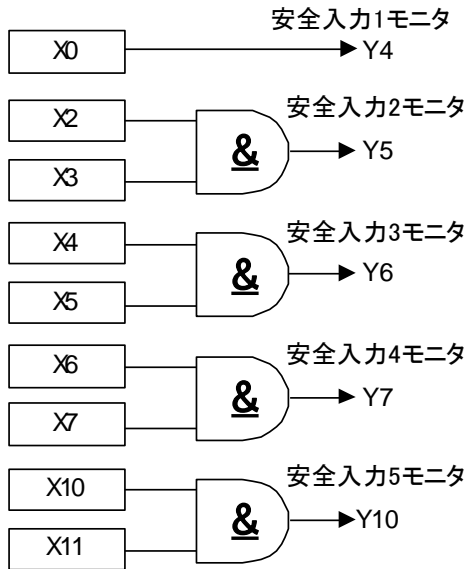 安全入力1モニタ
X0
Y4
安全入力2モニタ
X2
&
Y5
X3
安全入力3モニタ
X4
&
Y6
X5
安全入力4モニタ
X6
&
Y7
X7
安全入力5モニタ
X10
&
Y10
X11